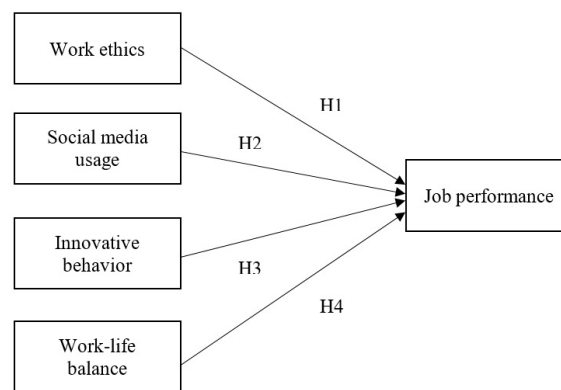 Work ethics
H1
Social media
usage
H2
Job performance
Innovative
behavior
H3
H4
Work-life
balance